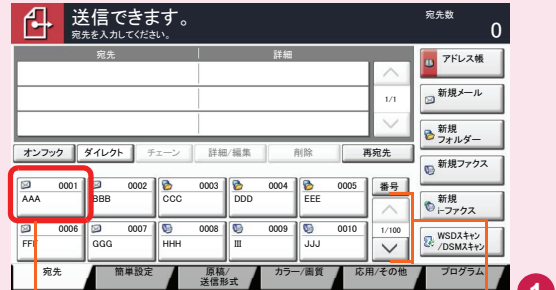 送信できます。
宛先を入力してください。
宛先数
0
宛先 詳細
1/1
アドレス帳
新規メール
新規
フォルダー
新規ファクス
新規
i-ファクス
WSDスキャン
/DSMスキャン
オンフック ダイレクト チェーン 詳細/編集 削除 再宛先
0001 0002 0003 0004 0005 番号
AAA BBB CCC DDD EEE
0006 0007 0008 0009 0010 1/100
FFF GGG HHH III JJJ
宛先 簡単設定 原稿/
送信形式 カラー/画質 応用/その他 プログラム
1